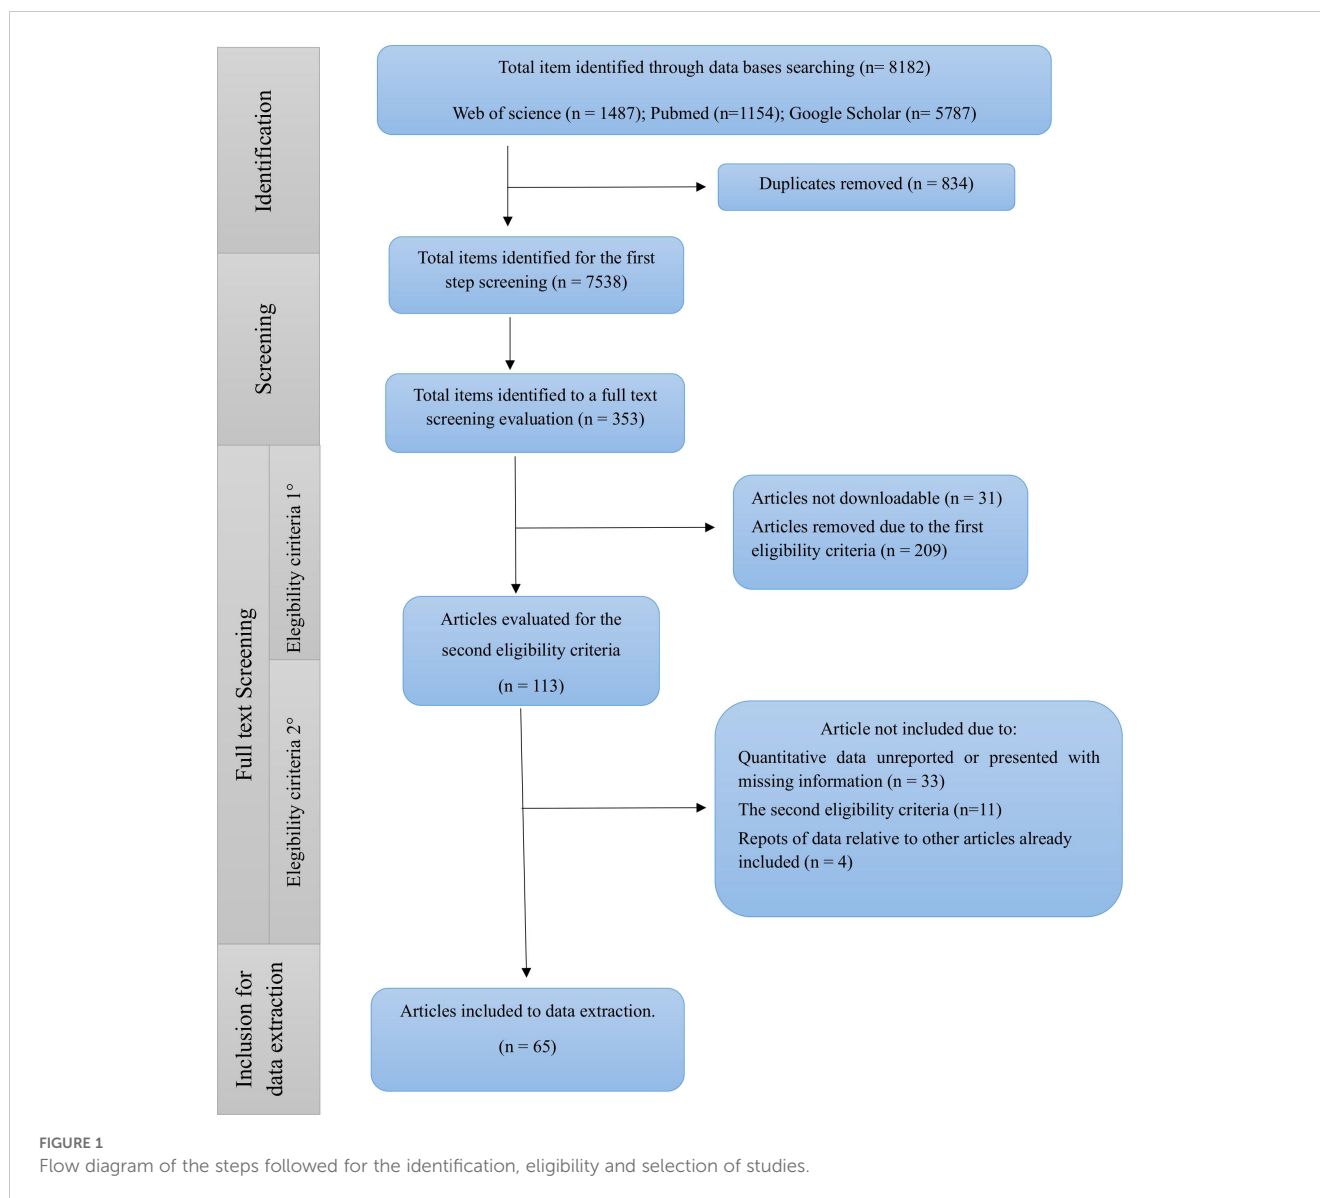 Identification
Total item identified through data bases searching (n= 8182)
Web of science (n = 1487); Pubmed (n=1154); Google Scholar (n= 5787)
Duplicates removed (n = 834)
Screening
Total items identified for the first
step screening (n = 7538)
Total items identified to a full text
screening evaluation (n = 353)
Full text Screening
Elegibility ciriteria 1°
Articles not downloadable (n = 31)
Articles removed due to the first
eligibility criteria (n = 209)
Articles evaluated for the
second eligibility criteria
(n = 113)
Elegibility ciriteria 2°
Article not included due to:
Quantitative data unreported or presented with
missing information (n = 33)
The second eligibility criteria (n=11)
Repots of data relative to other articles already
included (n = 4)
Inclusion for
data extraction
Articles included to data extraction.
(n = 65)
FIGURE 1
Flow diagram of the steps followed for the identification, eligibility and selection of studies.